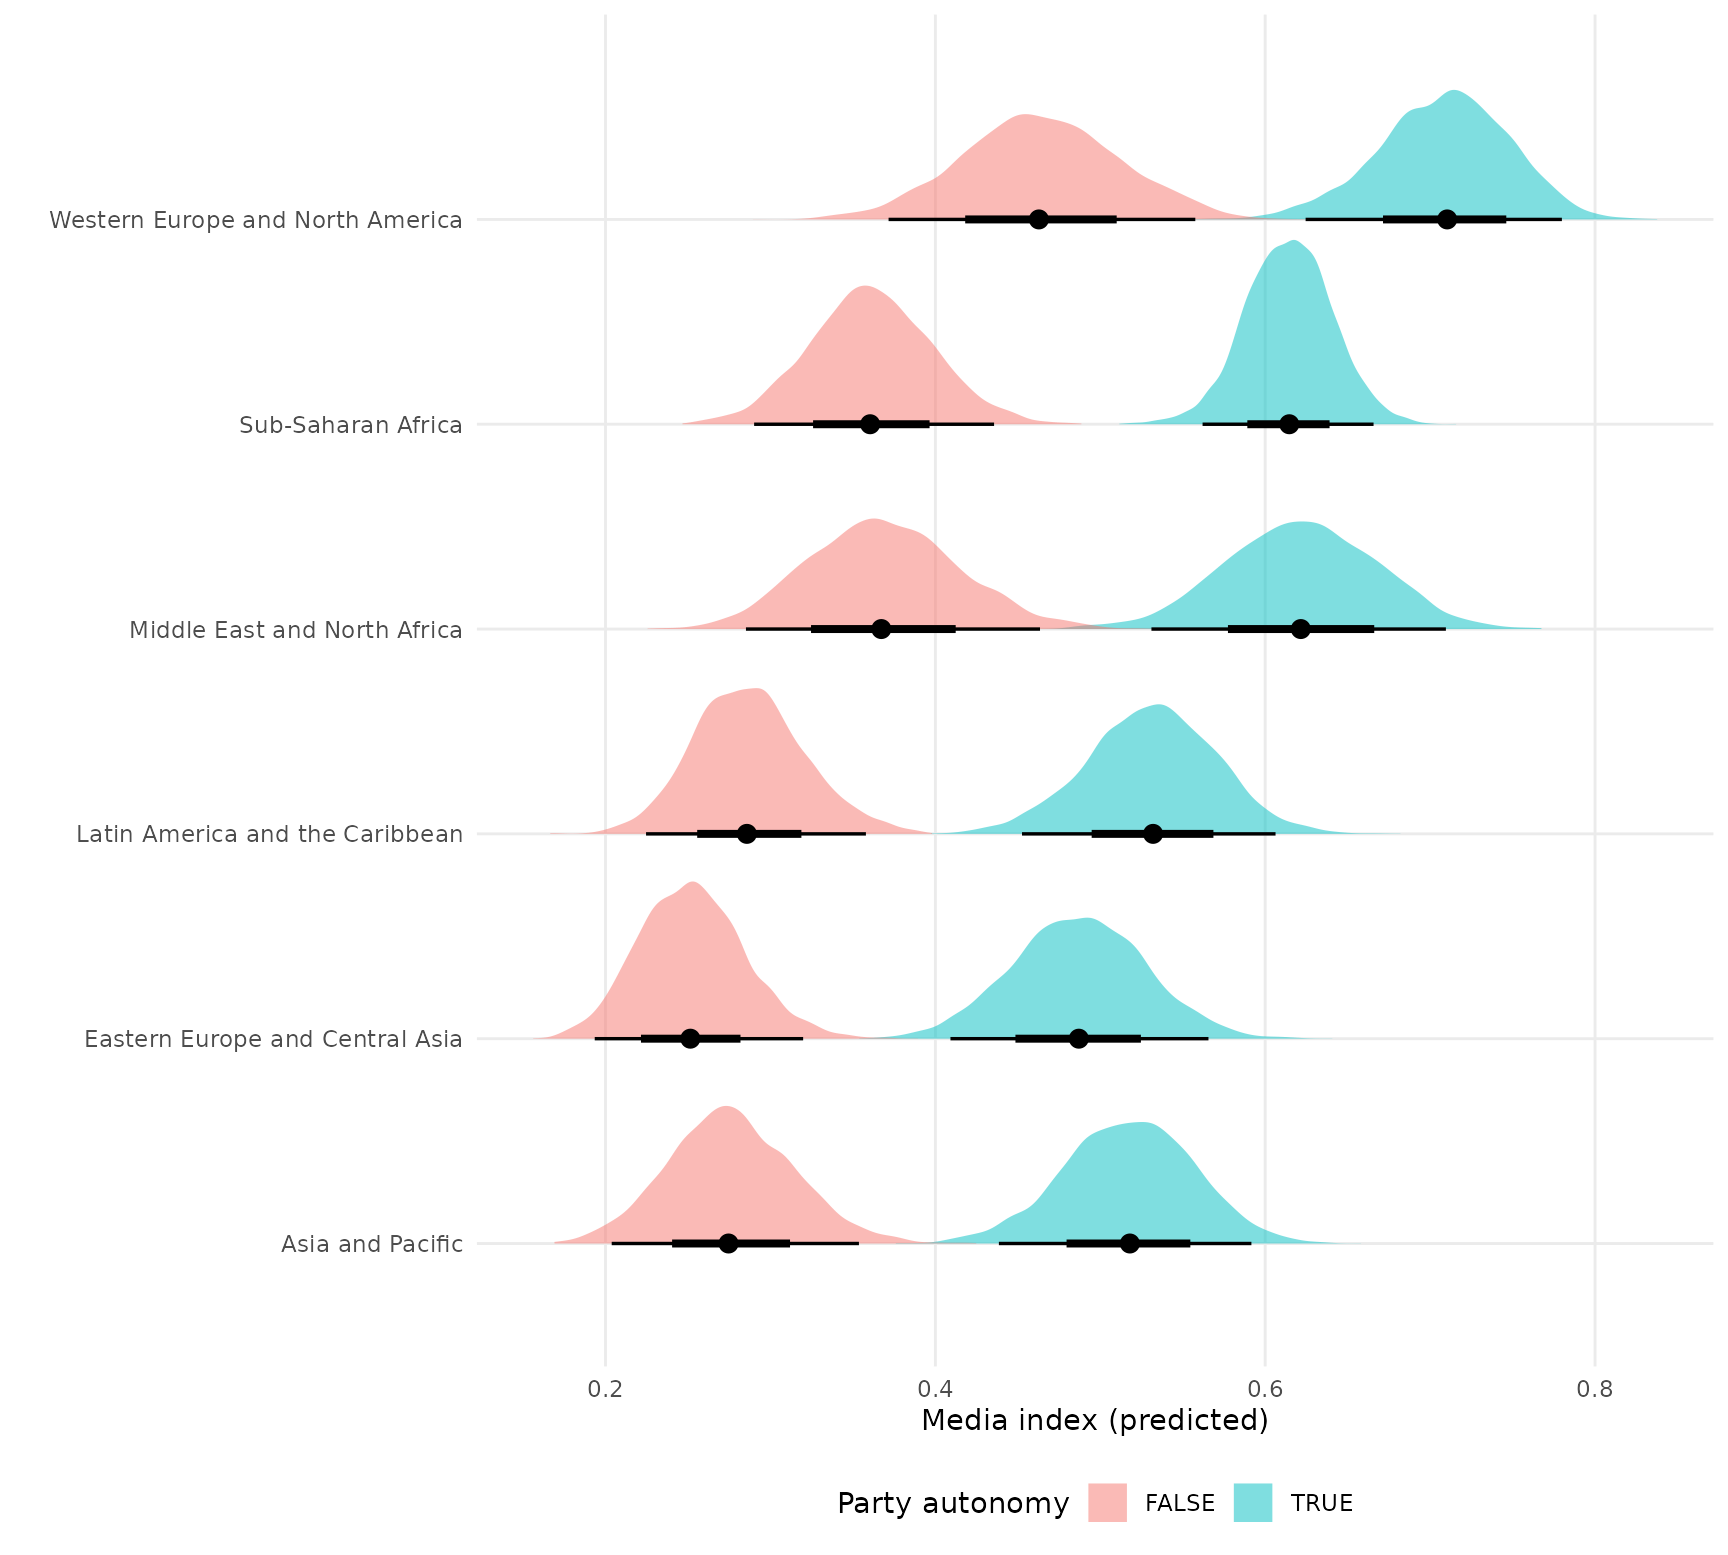 Western Europe and North America
Sub-Saharan Africa
Middle East and North Africa
Latin America and the Caribbean
Eastern Europe and Central Asia
Asia and Pacific
0.2 0.4 0.6 0.8
Media index (predicted)
Party autonomy FALSE TRUE